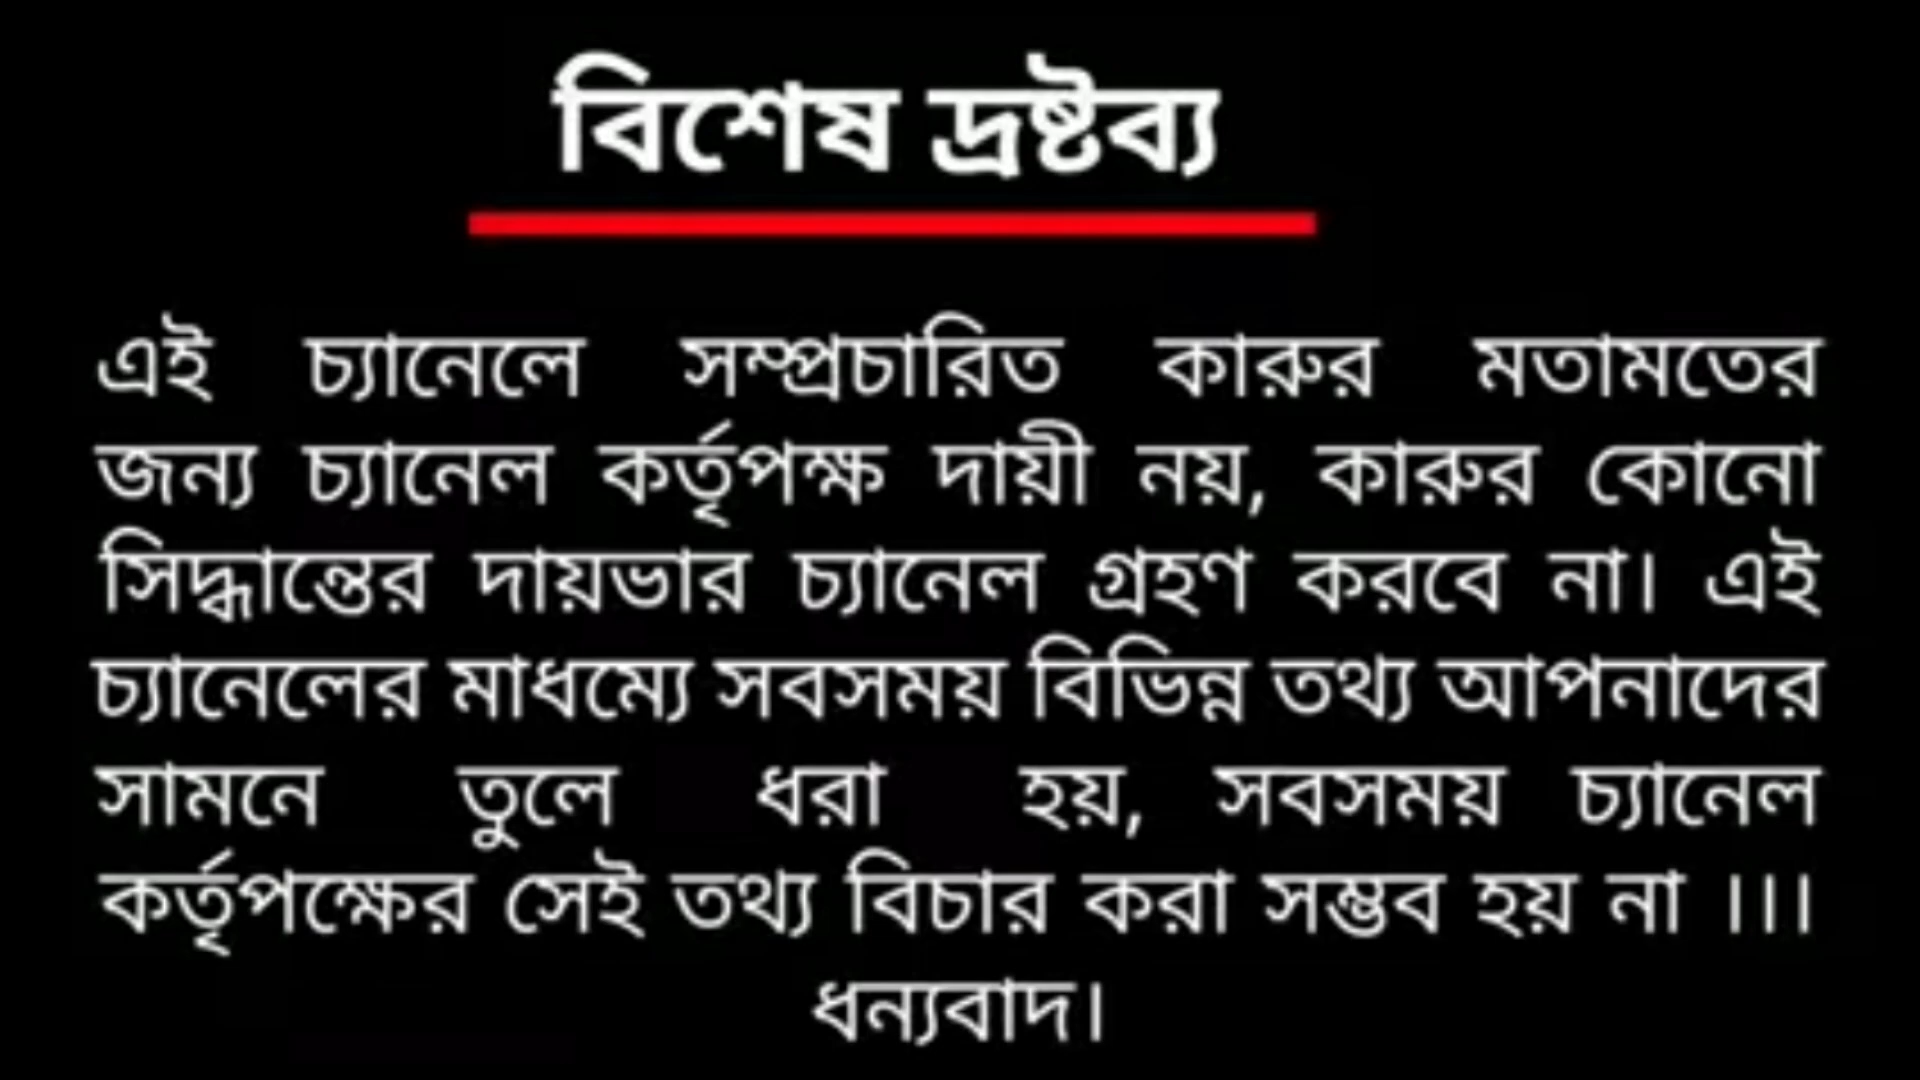 বিশেষ দ্রষ্টব্য
এই চ্যানেলে সম্প্রচারিত কারুর মতামতের
জন্য চ্যানেল কর্তৃপক্ষ দায়ী নয়, কারুর কোনো
সিদ্ধান্তের দায়ভার চ্যানেল গ্রহণ করবে না। এই
চ্যানেলের মাধম্যে সবসময় বিভিন্ন তথ্য আপনাদের
সামনে তুলে ধরা হয়, সবসময় চ্যানেল
কর্তৃপক্ষের সেই তথ্য বিচার করা সম্ভব হয় না ।।।
ধন্যবাদ।